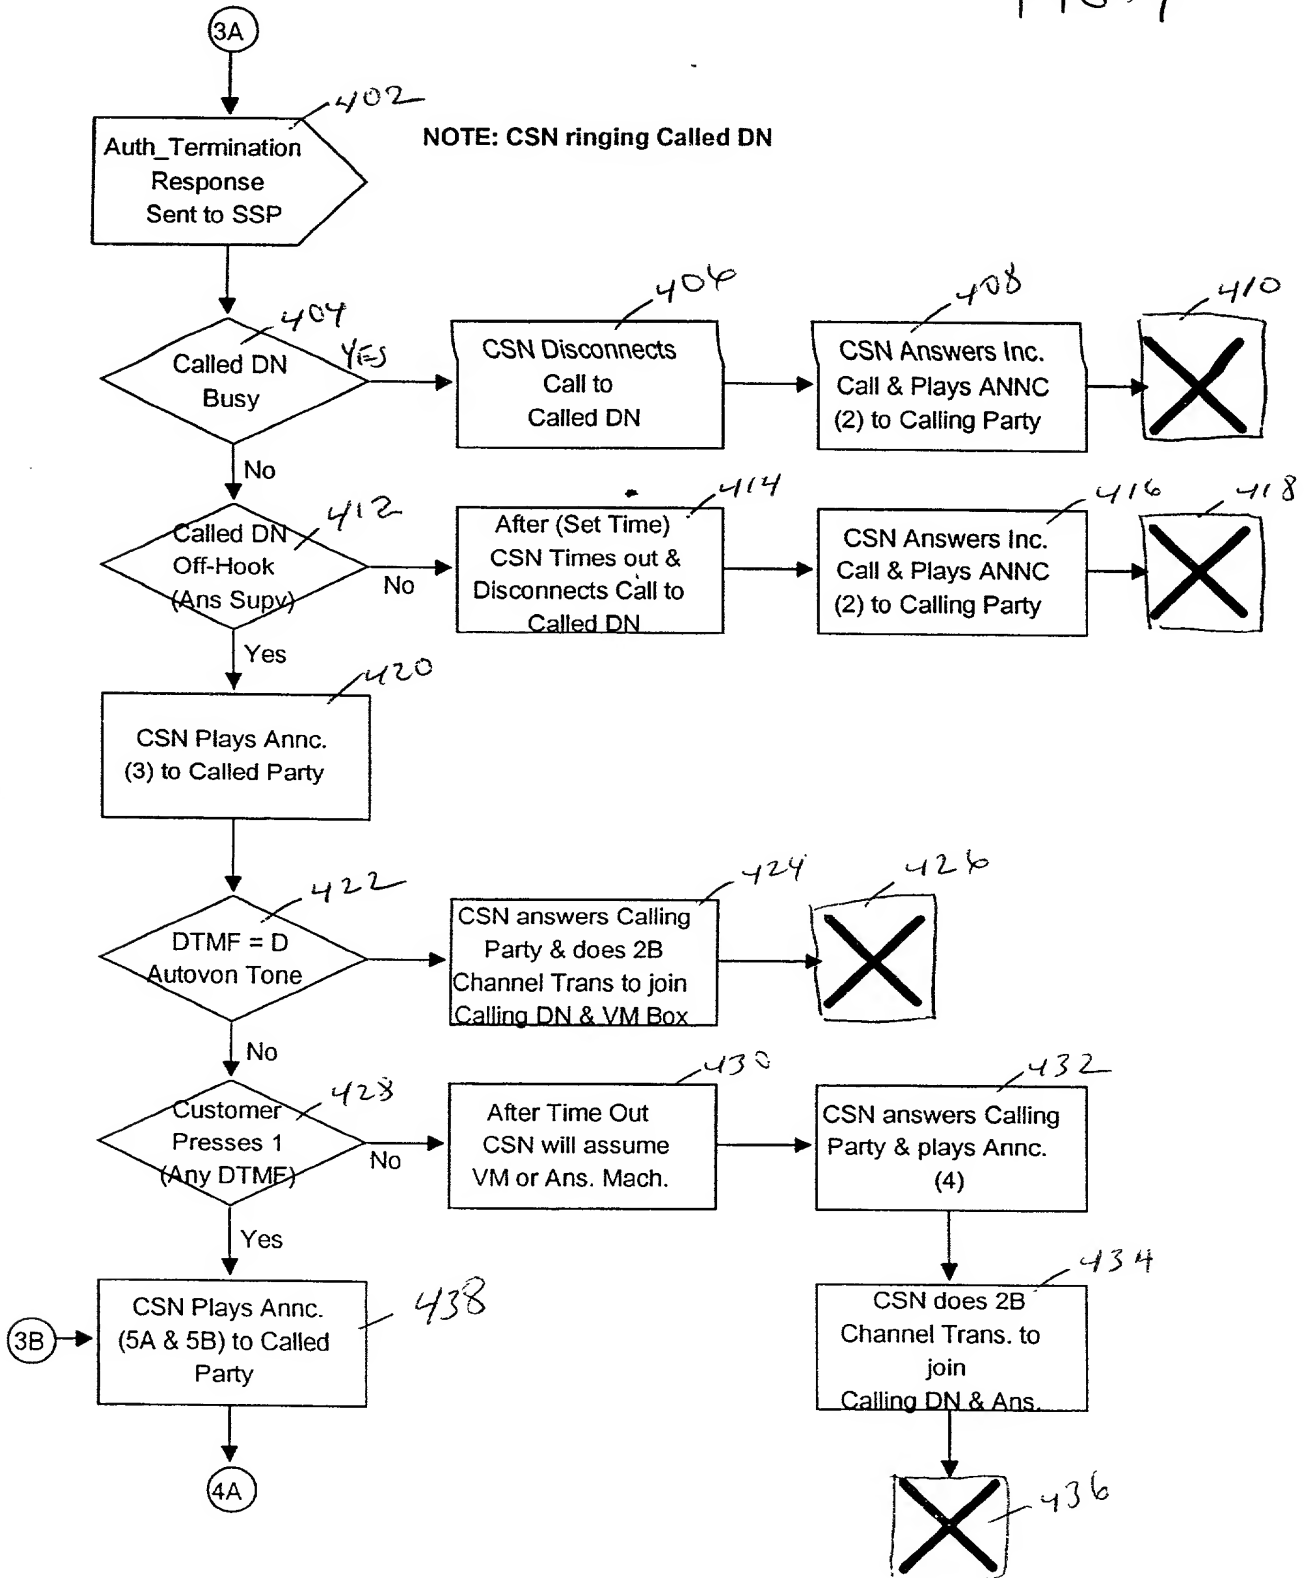 3A
402
Auth_Termination
Response
Sent to SSP
NOTE: CSN ringing Called DN
404
Called DN
Busy
YES
406
CSN Disconnects
Call to
Called DN
408
CSN Answers Inc.
Call & Plays ANNC
(2) to Calling Party
410
No
412
Called DN
Off-Hook
(Ans Supv)
No
414
After (Set Time)
CSN Times out &
Disconnects Call to
Called DN
416
CSN Answers Inc.
Call & Plays ANNC
(2) to Calling Party
418
Yes
420
CSN Plays Annc.
(3) to Called Party
422
DTMF = D
Autovon Tone
424
CSN answers Calling
Party & does 2B
Channel Trans to join
Calling DN & VM Box
426
No
428
Customer
Presses 1
(Any DTMF)
No
430
After Time Out
CSN will assume
VM or Ans. Mach.
432
CSN answers Calling
Party & plays Annc.
(4)
Yes
434
CSN does 2B
Channel Trans. to
join
Calling DN & Ans.
436
3B
CSN Plays Annc.
(5A & 5B) to Called
Party
438
4A